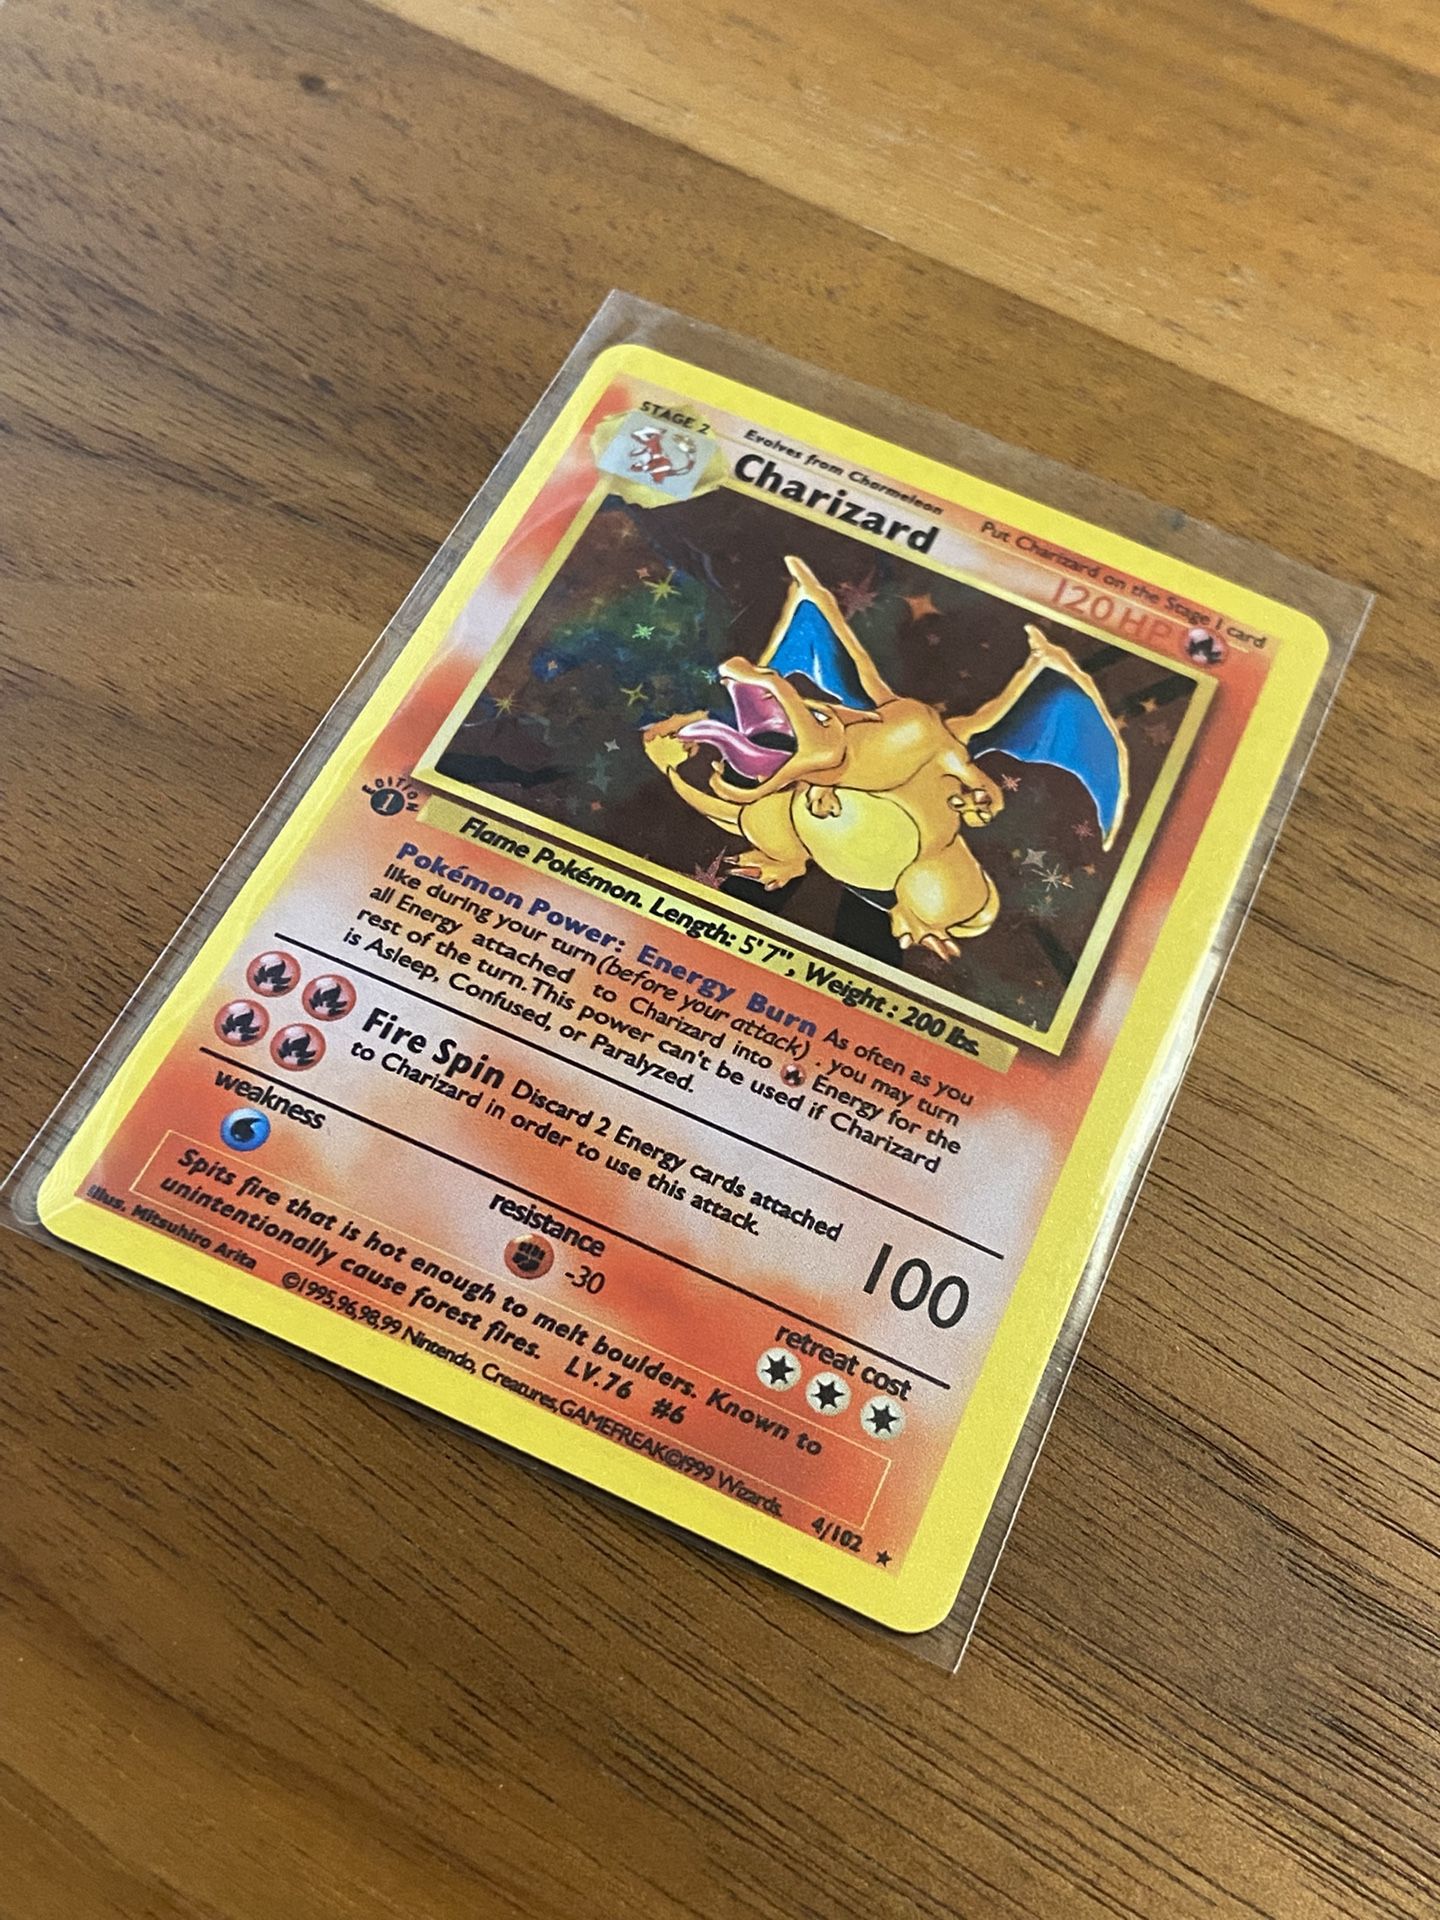 STAGE 2
Evolves from Charmeleon
Put Charizard on the Stage 1 card
Charizard
120 HP
EDITION
1
Flame Pokémon. Length: 5'7", Weight : 200 lbs.
Pokémon Power: Energy Burn As often as you
like during your turn (before your attack) . you may turn
all Energy attached to Charizard into Energy for the
rest of the turn. This power can't be used if Charizard
is Asleep, Confused, or Paralyzed.
Fire Spin Discard 2 Energy cards attached
to Charizard in order to use this attack.
100
weakness
resistance
-30
retreat cost
Spits fire that is hot enough to melt boulders. Known to
unintentionally cause forest fires. LV.76 #6
Illus. Mitsuhiro Arita
©1995,96,98,99 Nintendo, Creatures,GAMEFREAK©1999 Wizards.
4/102 ★